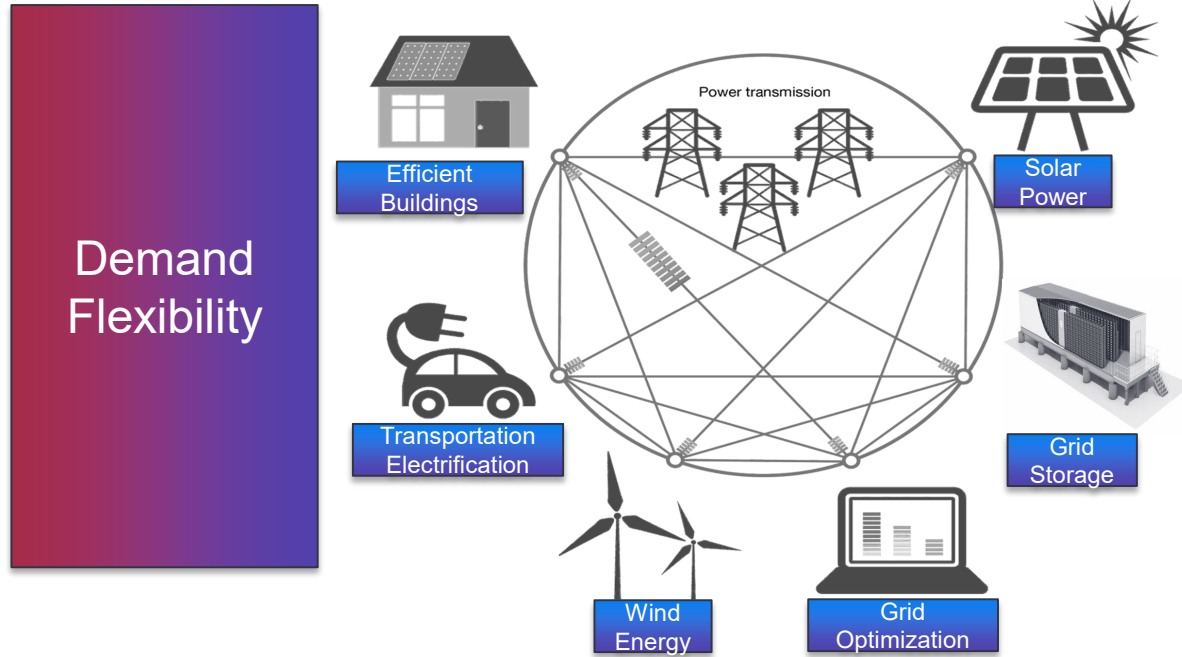 Demand
Flexibility
Power transmission
Efficient
Buildings
Solar
Power
Transportation
Electrification
Grid
Storage
Wind
Energy
Grid
Optimization